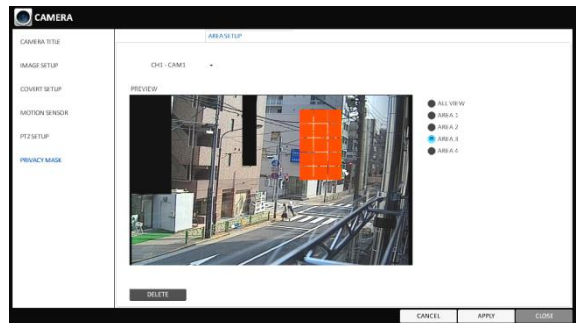 CAMERA
AREA SETUP
CAMERA TITLE
IMAGE SETUP
COVERT SETUP
MOTION SENSOR
PTZ SETUP
PRIVACY MASK
CH1 - CAM1
PREVIEW
ALL VIEW
AREA 1
AREA 2
AREA 3
AREA 4
DELETE
CANCEL
APPLY
CLOSE